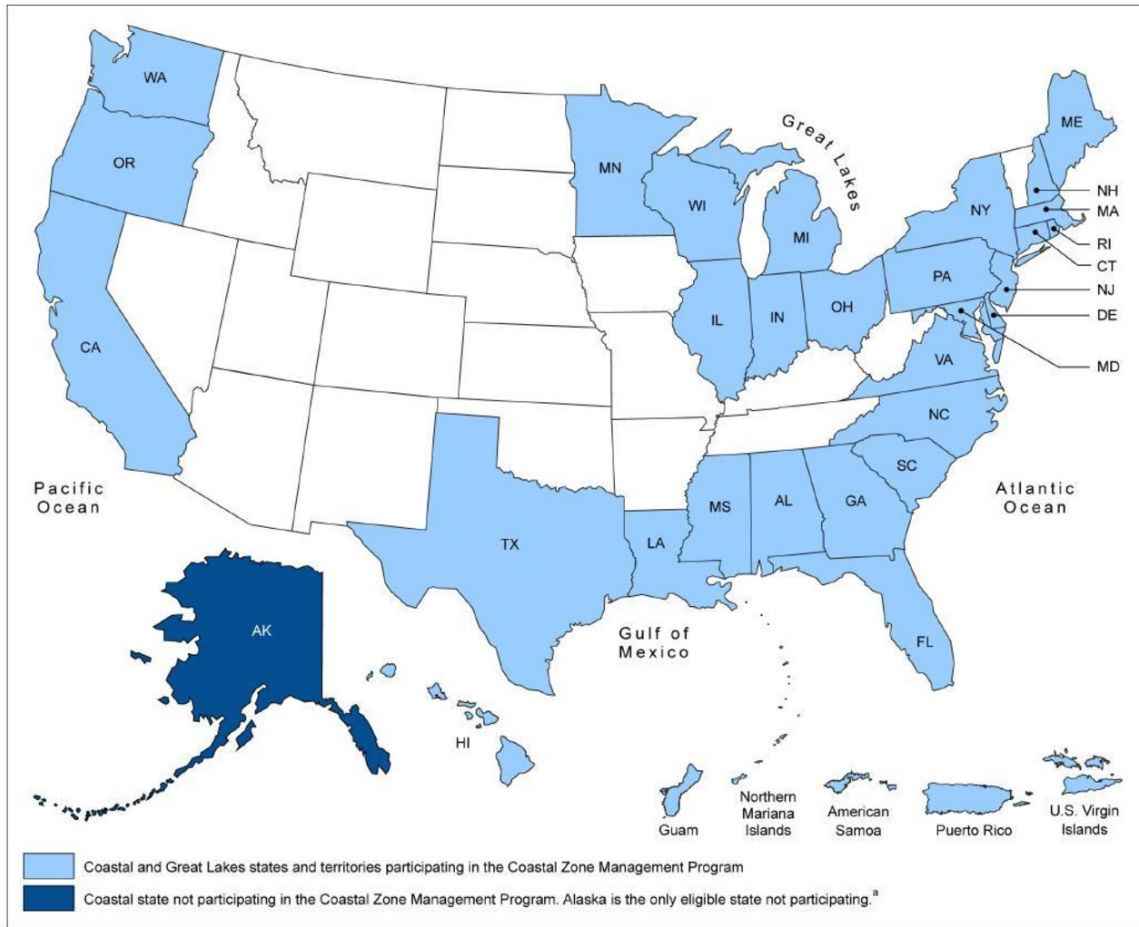 WA
OR
CA
MN
WI
MI
Great Lakes
IL
IN
OH
ME
NY
PA
NH
MA
RI
CT
NJ
DE
MD
VA
NC
SC
GA
AL
MS
LA
TX
FL
Pacific
Ocean
Atlantic
Ocean
Gulf of
Mexico
AK
HI
Guam
Northern
Mariana
Islands
American
Samoa
Puerto Rico
U.S. Virgin
Islands
Coastal and Great Lakes states and territories participating in the Coastal Zone Management Program
Coastal state not participating in the Coastal Zone Management Program. Alaska is the only eligible state not participating.ᵃ